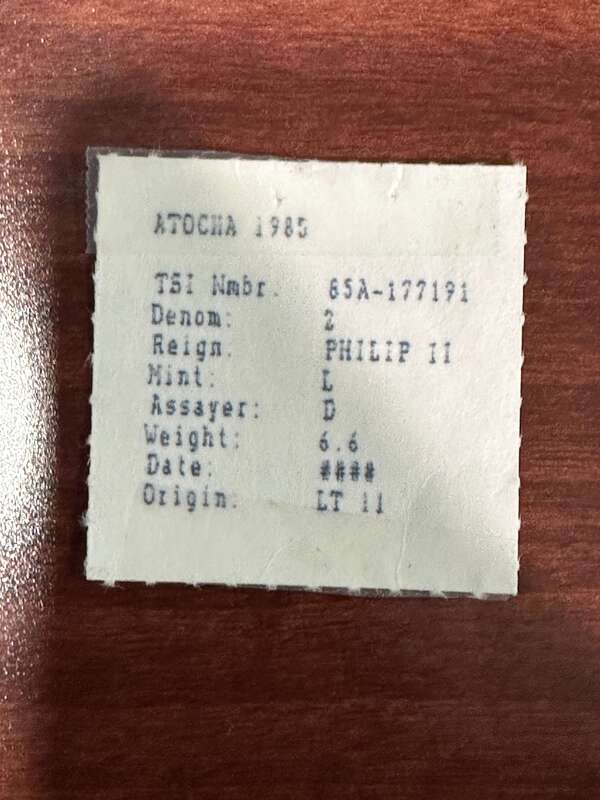 ATOCHA 1985
TSI Nmbr. 85A-177191
Denom: 2
Reign. PHILIP II
Mint: L
Assayer: D
Weight: 6.6
Date: ####
Origin: LT 11